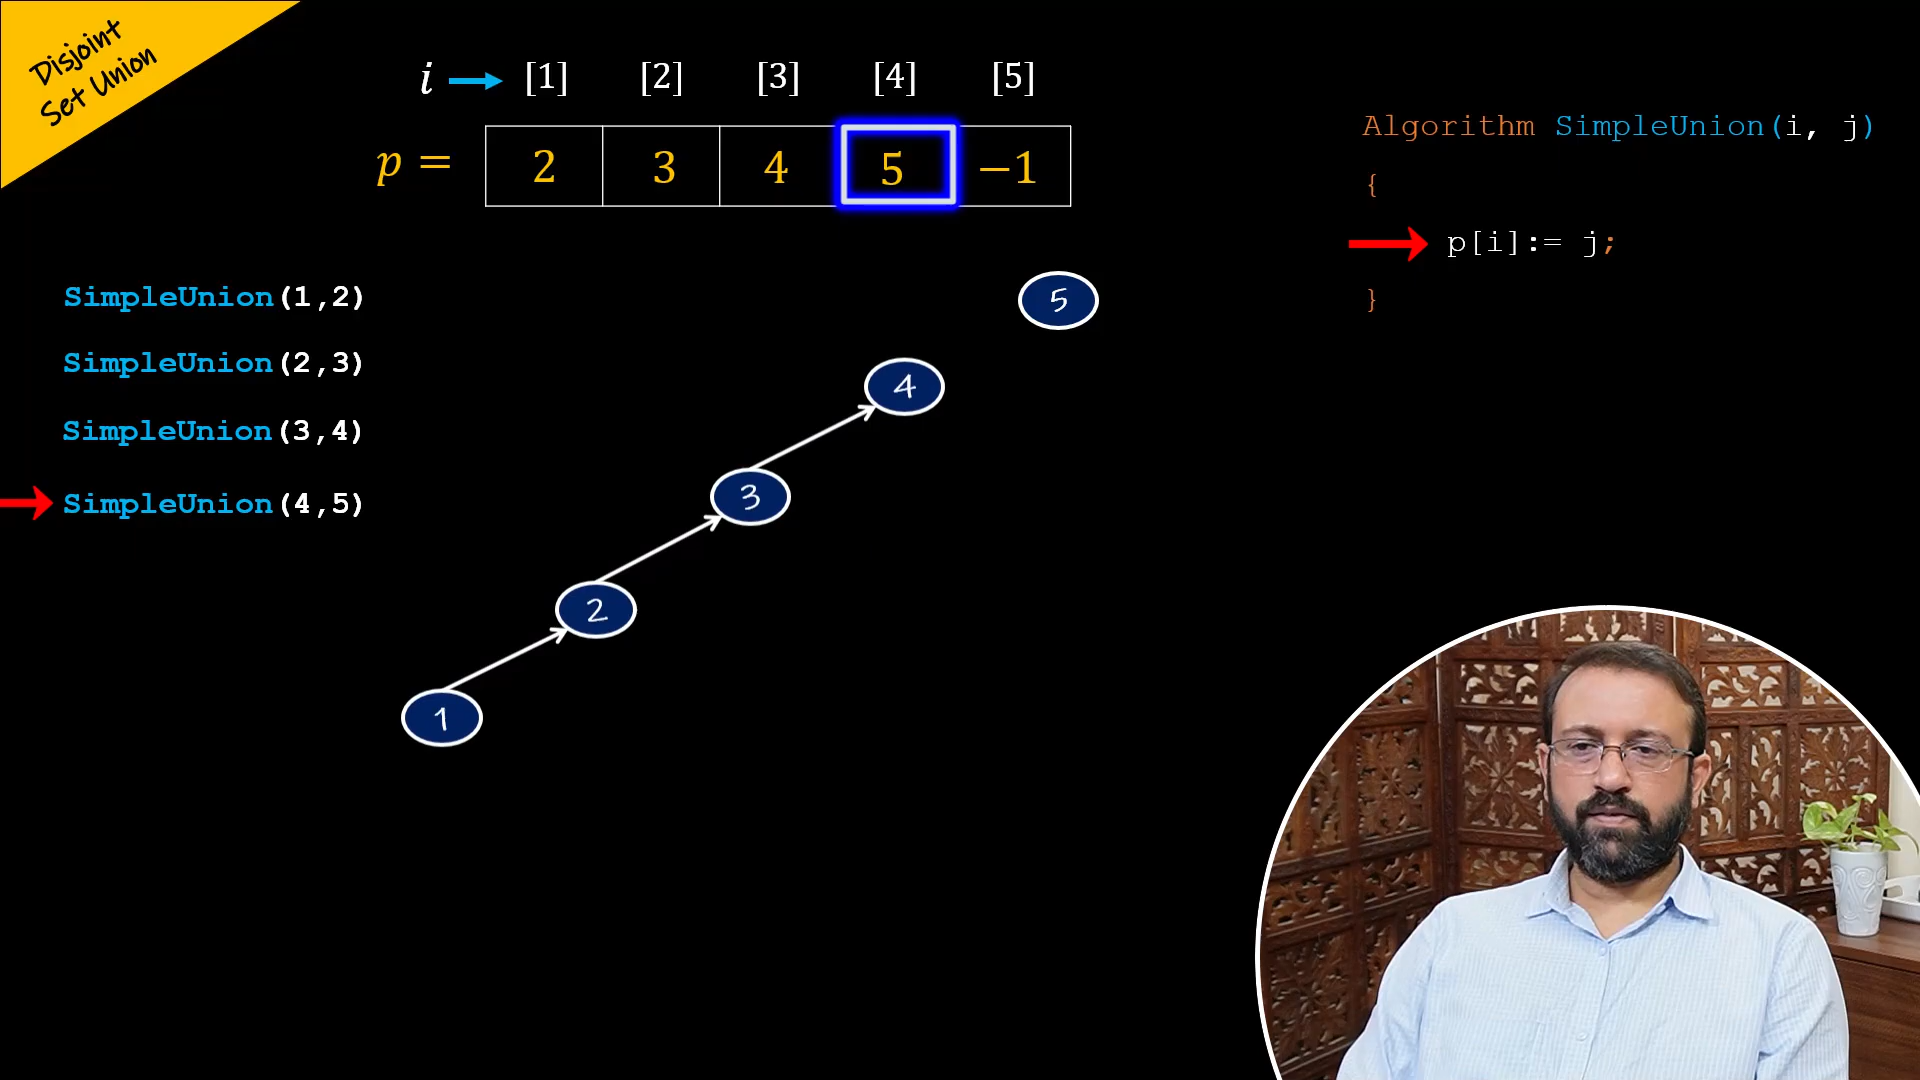 Disjoint
Set Union
i [1] [2] [3] [4] [5]
p = 2 3 4 5 −1
Algorithm SimpleUnion(i, j)
{
p[i]:= j;
}
SimpleUnion(1,2)
SimpleUnion(2,3)
SimpleUnion(3,4)
SimpleUnion(4,5)
5
4
3
2
1